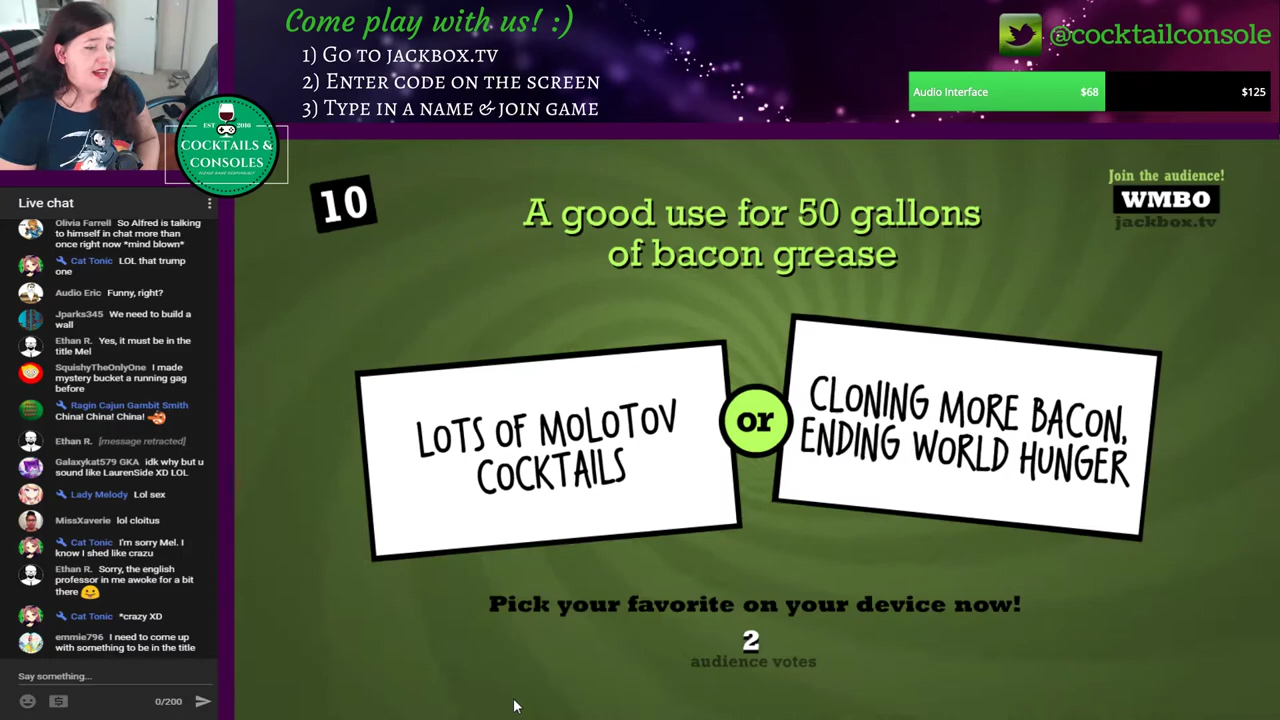 Come play with us! :)
1) Go to jackbox.tv
2) Enter code on the screen
3) Type in a name & join game
@cocktailconsole
Audio Interface $68 $125
EST. 2016
COCKTAILS &
CONSOLES
Live chat
Olivia Farrell So Alfred is talking
to himself in chat more than
once right now *mind blown*
Cat Tonic LOL that trump
one
Audio Eric Funny, right?
Jparks345 We need to build a
wall
Ethan R. Yes, it must be in the
title Mel
SquishyTheOnlyOne I made
mystery bucket a running gag
before
Ragin Cajun Gambit Smith
China! China! China!
Ethan R. [message retracted]
Galaxykat579 GKA idk why but u
sound like LaurenSide XD LOL
Lady Melody Lol sex
MissXaverie lol cloitus
Cat Tonic I'm sorry Mel. I
know I shed like crazu
Ethan R. Sorry, the english
professor in me awoke for a bit
there
Cat Tonic *crazy XD
emmie796 I need to come up
with something to be in the title
Say something...
0/200
10
A good use for 50 gallons
of bacon grease
Join the audience!
WMBO
jackbox.tv
LOTS OF MOLOTOV
COCKTAILS
or
CLONING MORE BACON,
ENDING WORLD HUNGER
Pick your favorite on your device now!
2
audience votes